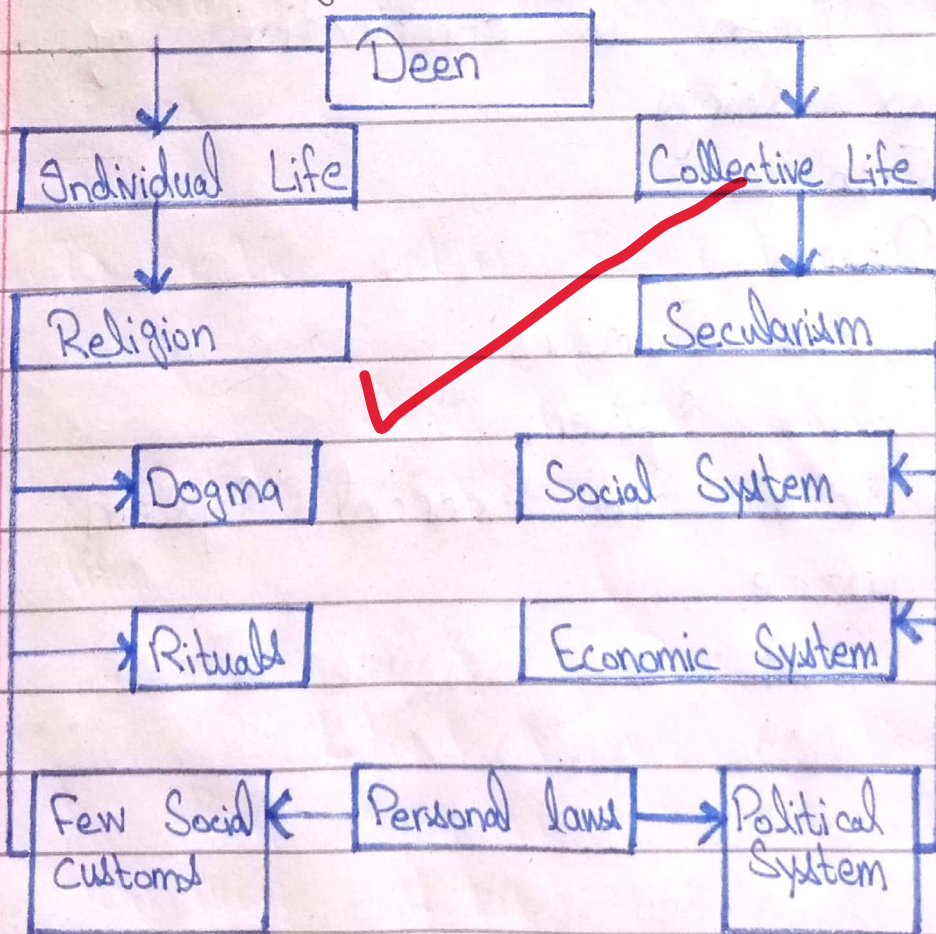 Deen
Individual Life
Collective Life
Religion
Secularism
Dogma
Social System
Rituals
Economic System
Few Social
customs
Personal laws
Political
System